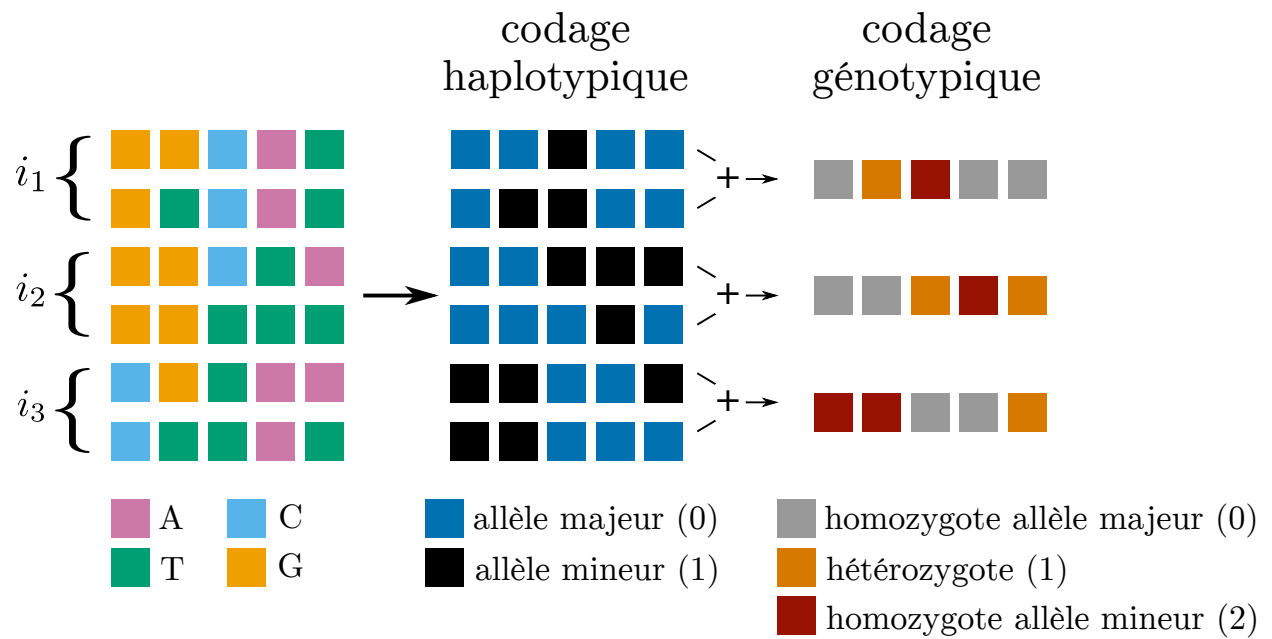 codage
haplotypique
codage
génotypique
i1
+
i2
+
i3
+
A
C
allèle majeur (0)
homozygote allèle majeur (0)
T
G
allèle mineur (1)
hétérozygote (1)
homozygote allèle mineur (2)